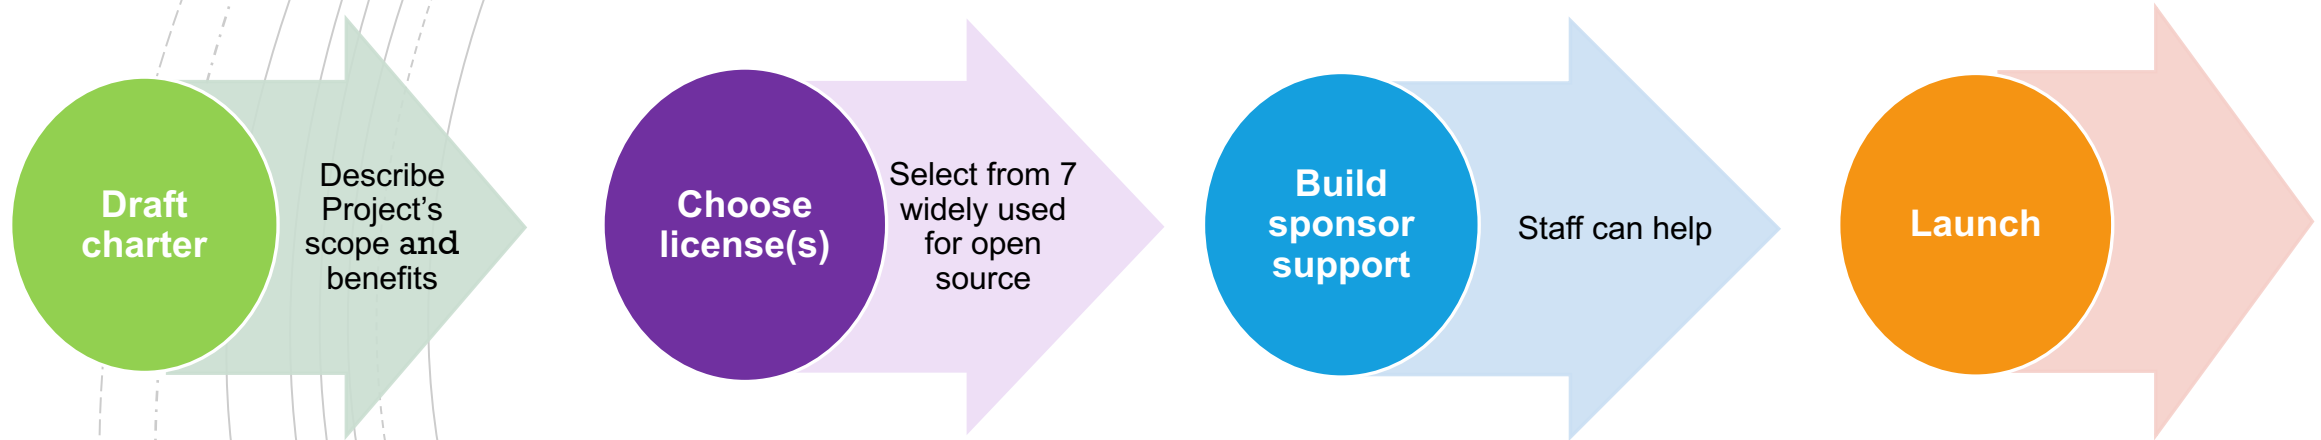 Draft
charter
Describe
Project’s
scope and
benefits
Choose
license(s)
Select from 7
widely used
for open
source
Build
sponsor
support
Staff can help
Launch